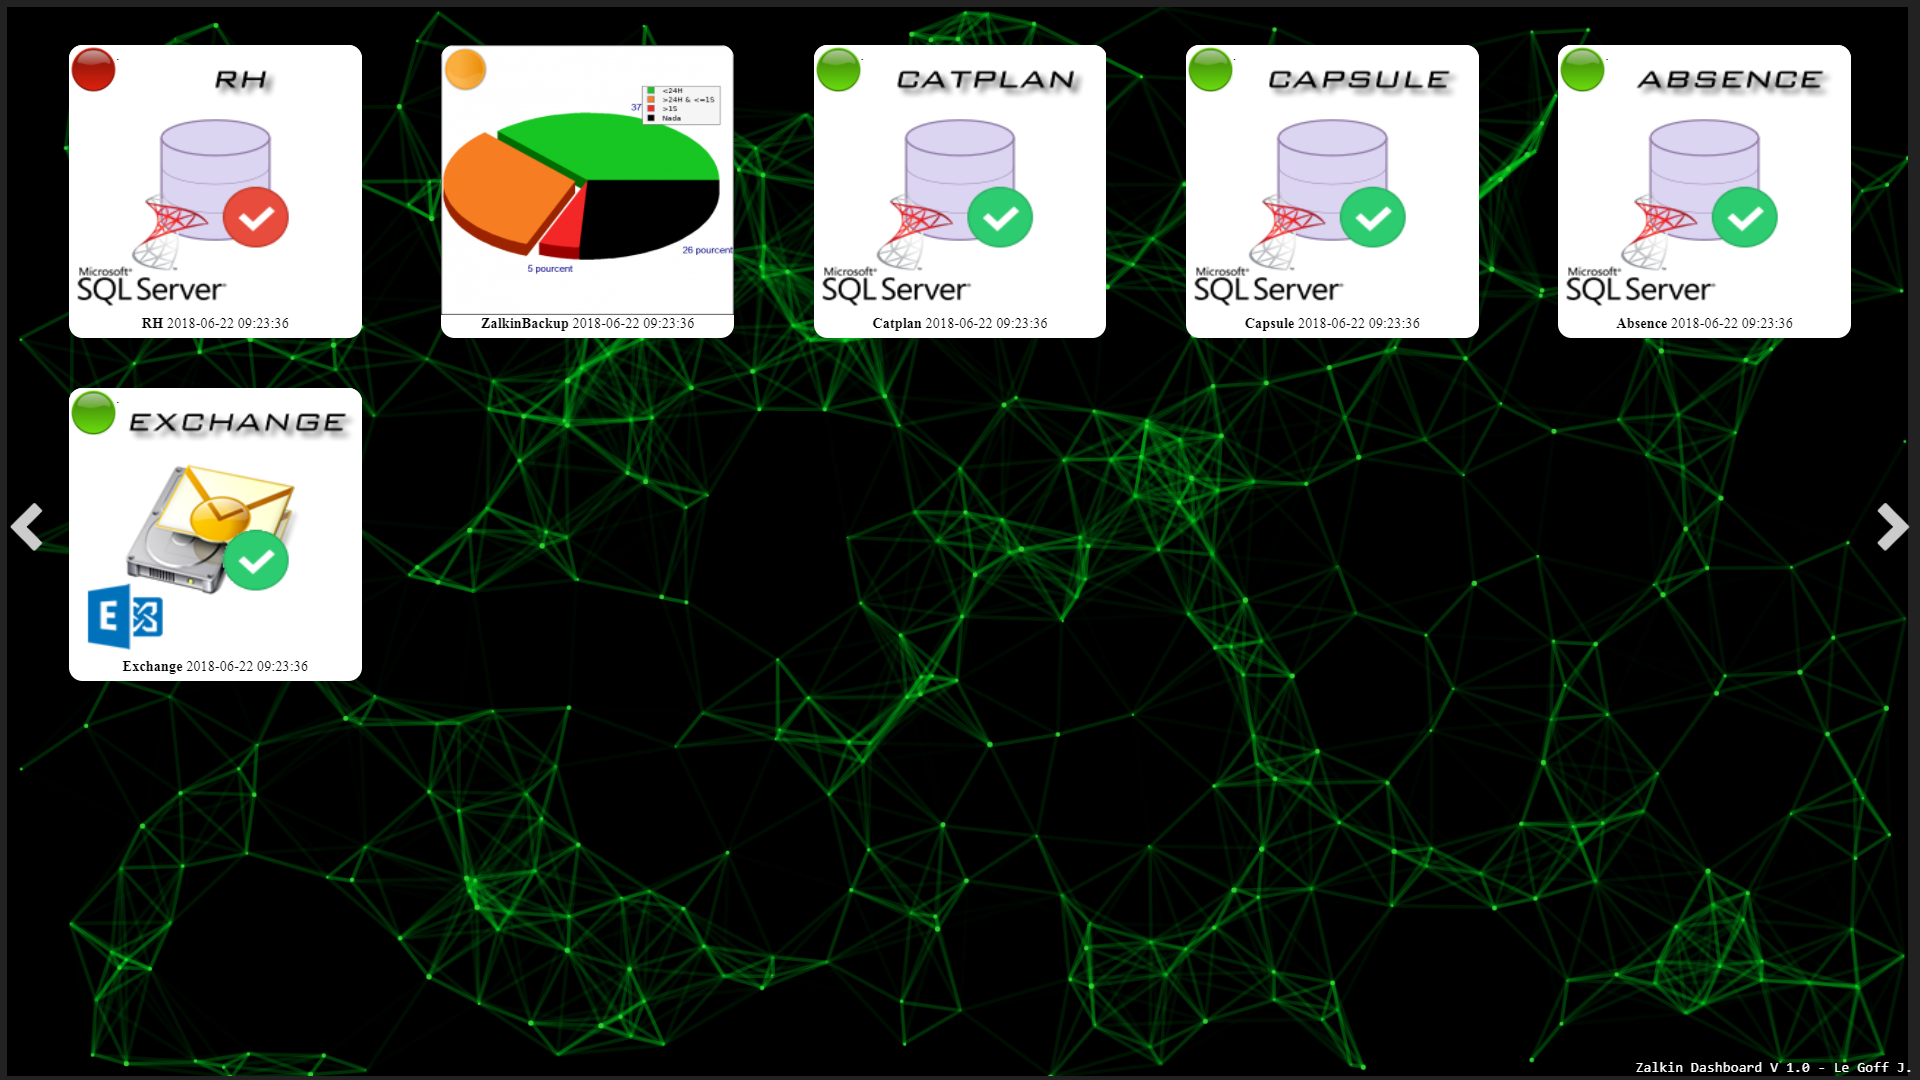 RH
Microsoft®
SQL Server®
RH 2018-06-22 09:23:36
<24H
>24H & <=15
>15
Nada
37
26 pourcent
5 pourcent
ZalkinBackup 2018-06-22 09:23:36
CATPLAN
Microsoft®
SQL Server®
Catplan 2018-06-22 09:23:36
CAPSULE
Microsoft®
SQL Server®
Capsule 2018-06-22 09:23:36
ABSENCE
Microsoft®
SQL Server®
Absence 2018-06-22 09:23:36
EXCHANGE
E
Exchange 2018-06-22 09:23:36
Zalkin Dashboard V 1.0 - Le Goff J.